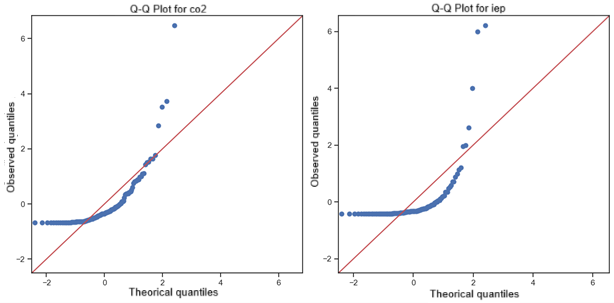 Q-Q Plot for co2
Observed quantiles
6
4
2
0
−2
−2 0 2 4 6
Theorical quantiles
Q-Q Plot for iep
Observed quantiles
6
4
2
0
−2
−2 0 2 4 6
Theorical quantiles